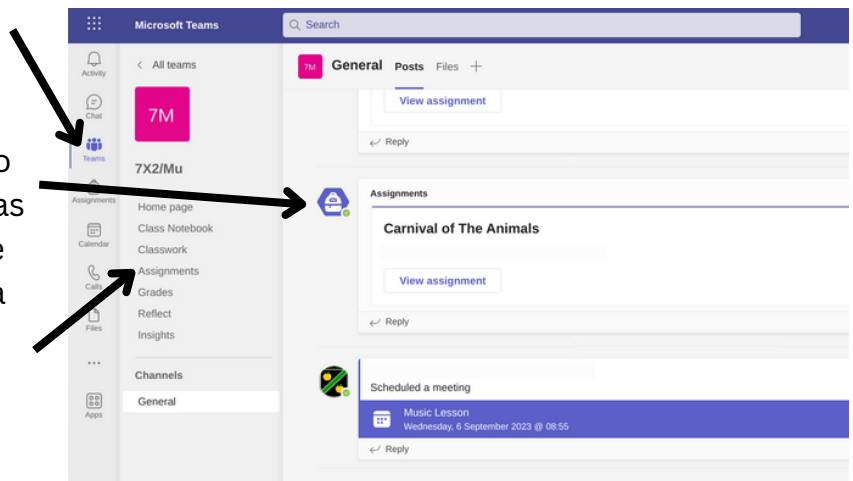 Microsoft Teams
Search
Activity
Chat
Teams
Assignments
Calendar
Calls
Files
...
Apps
All teams
7M
7X2/Mu
Home page
Class Notebook
Classwork
Assignments
Grades
Reflect
Insights
Channels
General
7M General Posts Files
View assignment
Reply
Assignments
Carnival of The Animals
View assignment
Reply
Scheduled a meeting
Music Lesson
Wednesday, 6 September 2023 @ 08:55
Reply